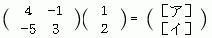 ( 4 -1 ) ( 1 ) = ( [ア] )
( -5 3 ) ( 2 ) ( [イ] )